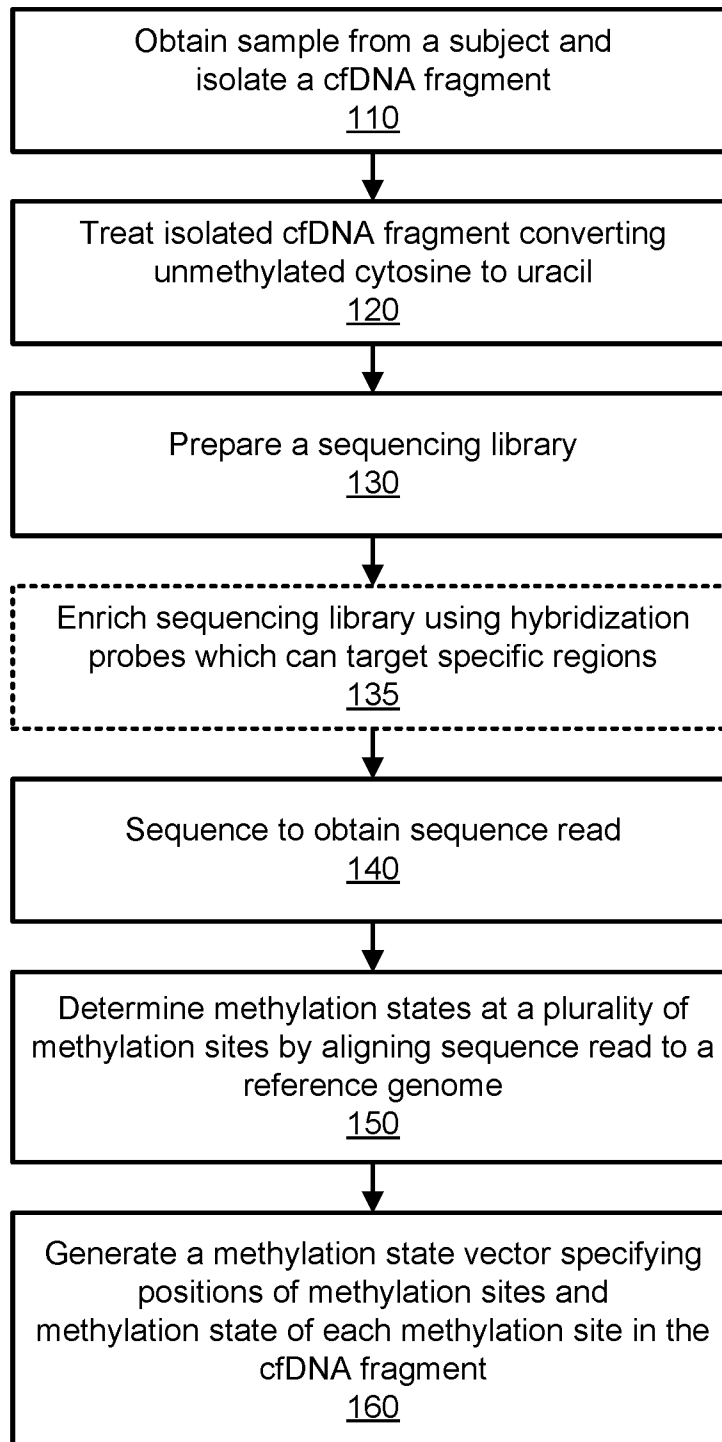 Obtain sample from a subject and
isolate a cfDNA fragment
110
Treat isolated cfDNA fragment converting
unmethylated cytosine to uracil
120
Prepare a sequencing library
130
Enrich sequencing library using hybridization
probes which can target specific regions
135
Sequence to obtain sequence read
140
Determine methylation states at a plurality of
methylation sites by aligning sequence read to a
reference genome
150
Generate a methylation state vector specifying
positions of methylation sites and
methylation state of each methylation site in the
cfDNA fragment
160